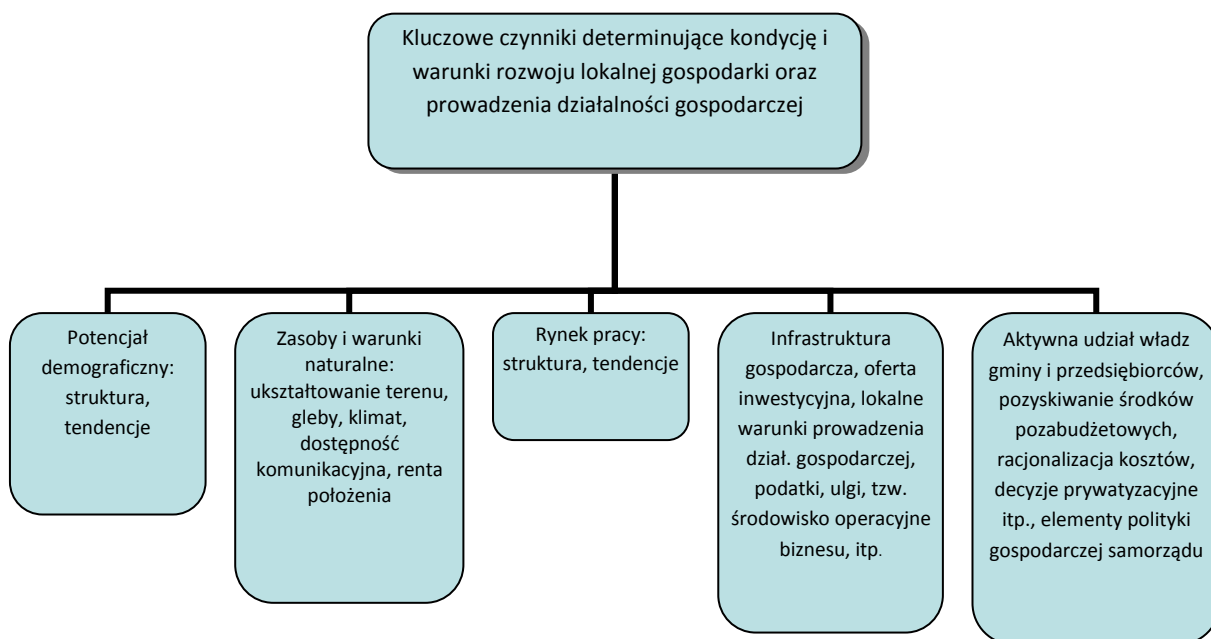 Kluczowe czynniki determinujące kondycję i
warunki rozwoju lokalnej gospodarki oraz
prowadzenia działalności gospodarczej
Potencjał
demograficzny:
struktura,
tendencje
Zasoby i warunki
naturalne:
ukształtowanie terenu,
gleby, klimat,
dostępność
komunikacyjna, renta
położenia
Rynek pracy:
struktura, tendencje
Infrastruktura
gospodarcza, oferta
inwestycyjna, lokalne
warunki prowadzenia
dział. gospodarczej,
podatki, ulgi, tzw.
środowisko operacyjne
biznesu, itp.
Aktywna udział władz
gminy i przedsiębiorców,
pozyskiwanie środków
pozabudżetowych,
racjonalizacja kosztów,
decyzje prywatyzacyjne
itp., elementy polityki
gospodarczej samorządu